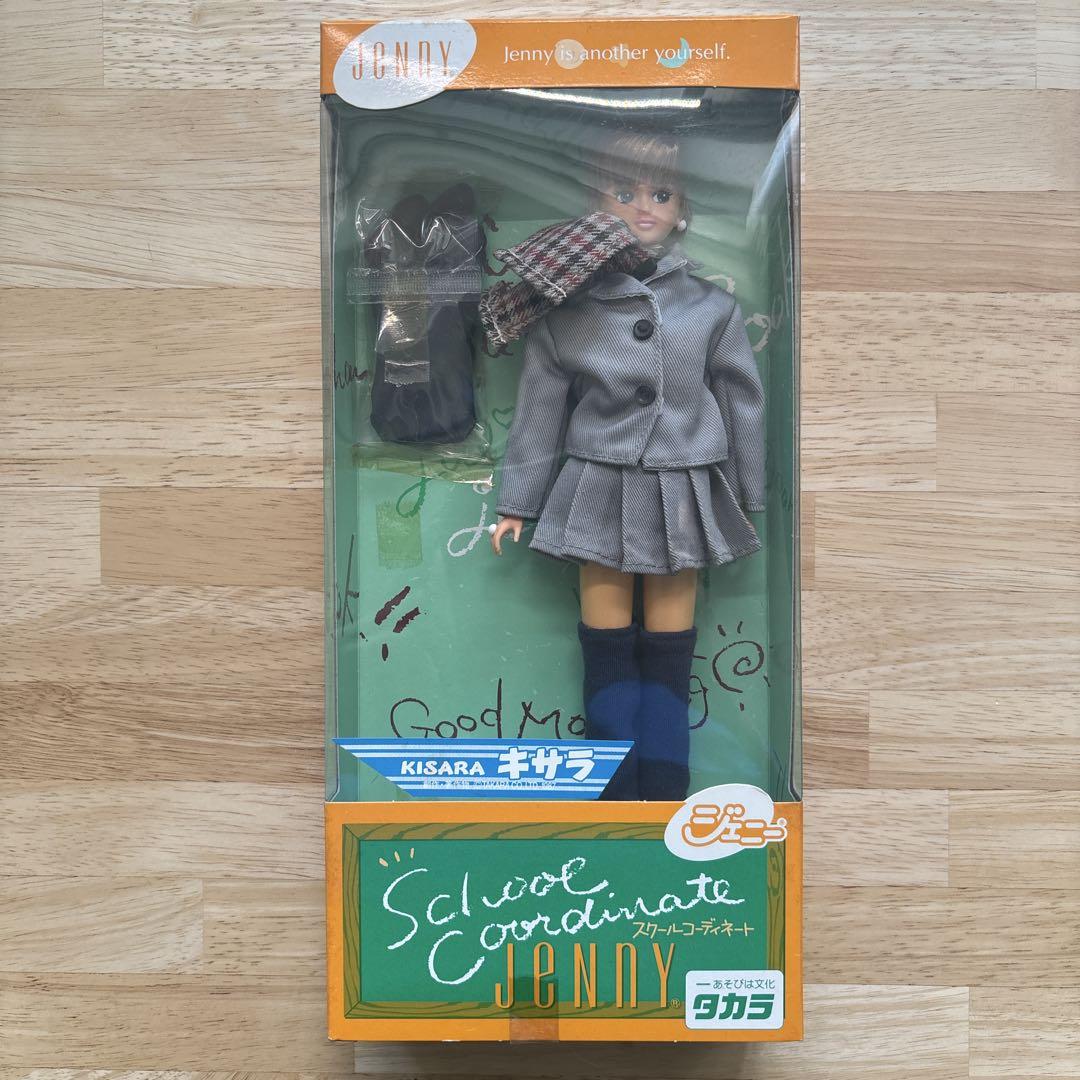 JeNNY
Jenny is another yourself.
Good Mo ng
KISARA キサラ
ジェニー®
School
Coordinate
スクールコーディネート
JeNNY®
ーあそびは文化
タカラ